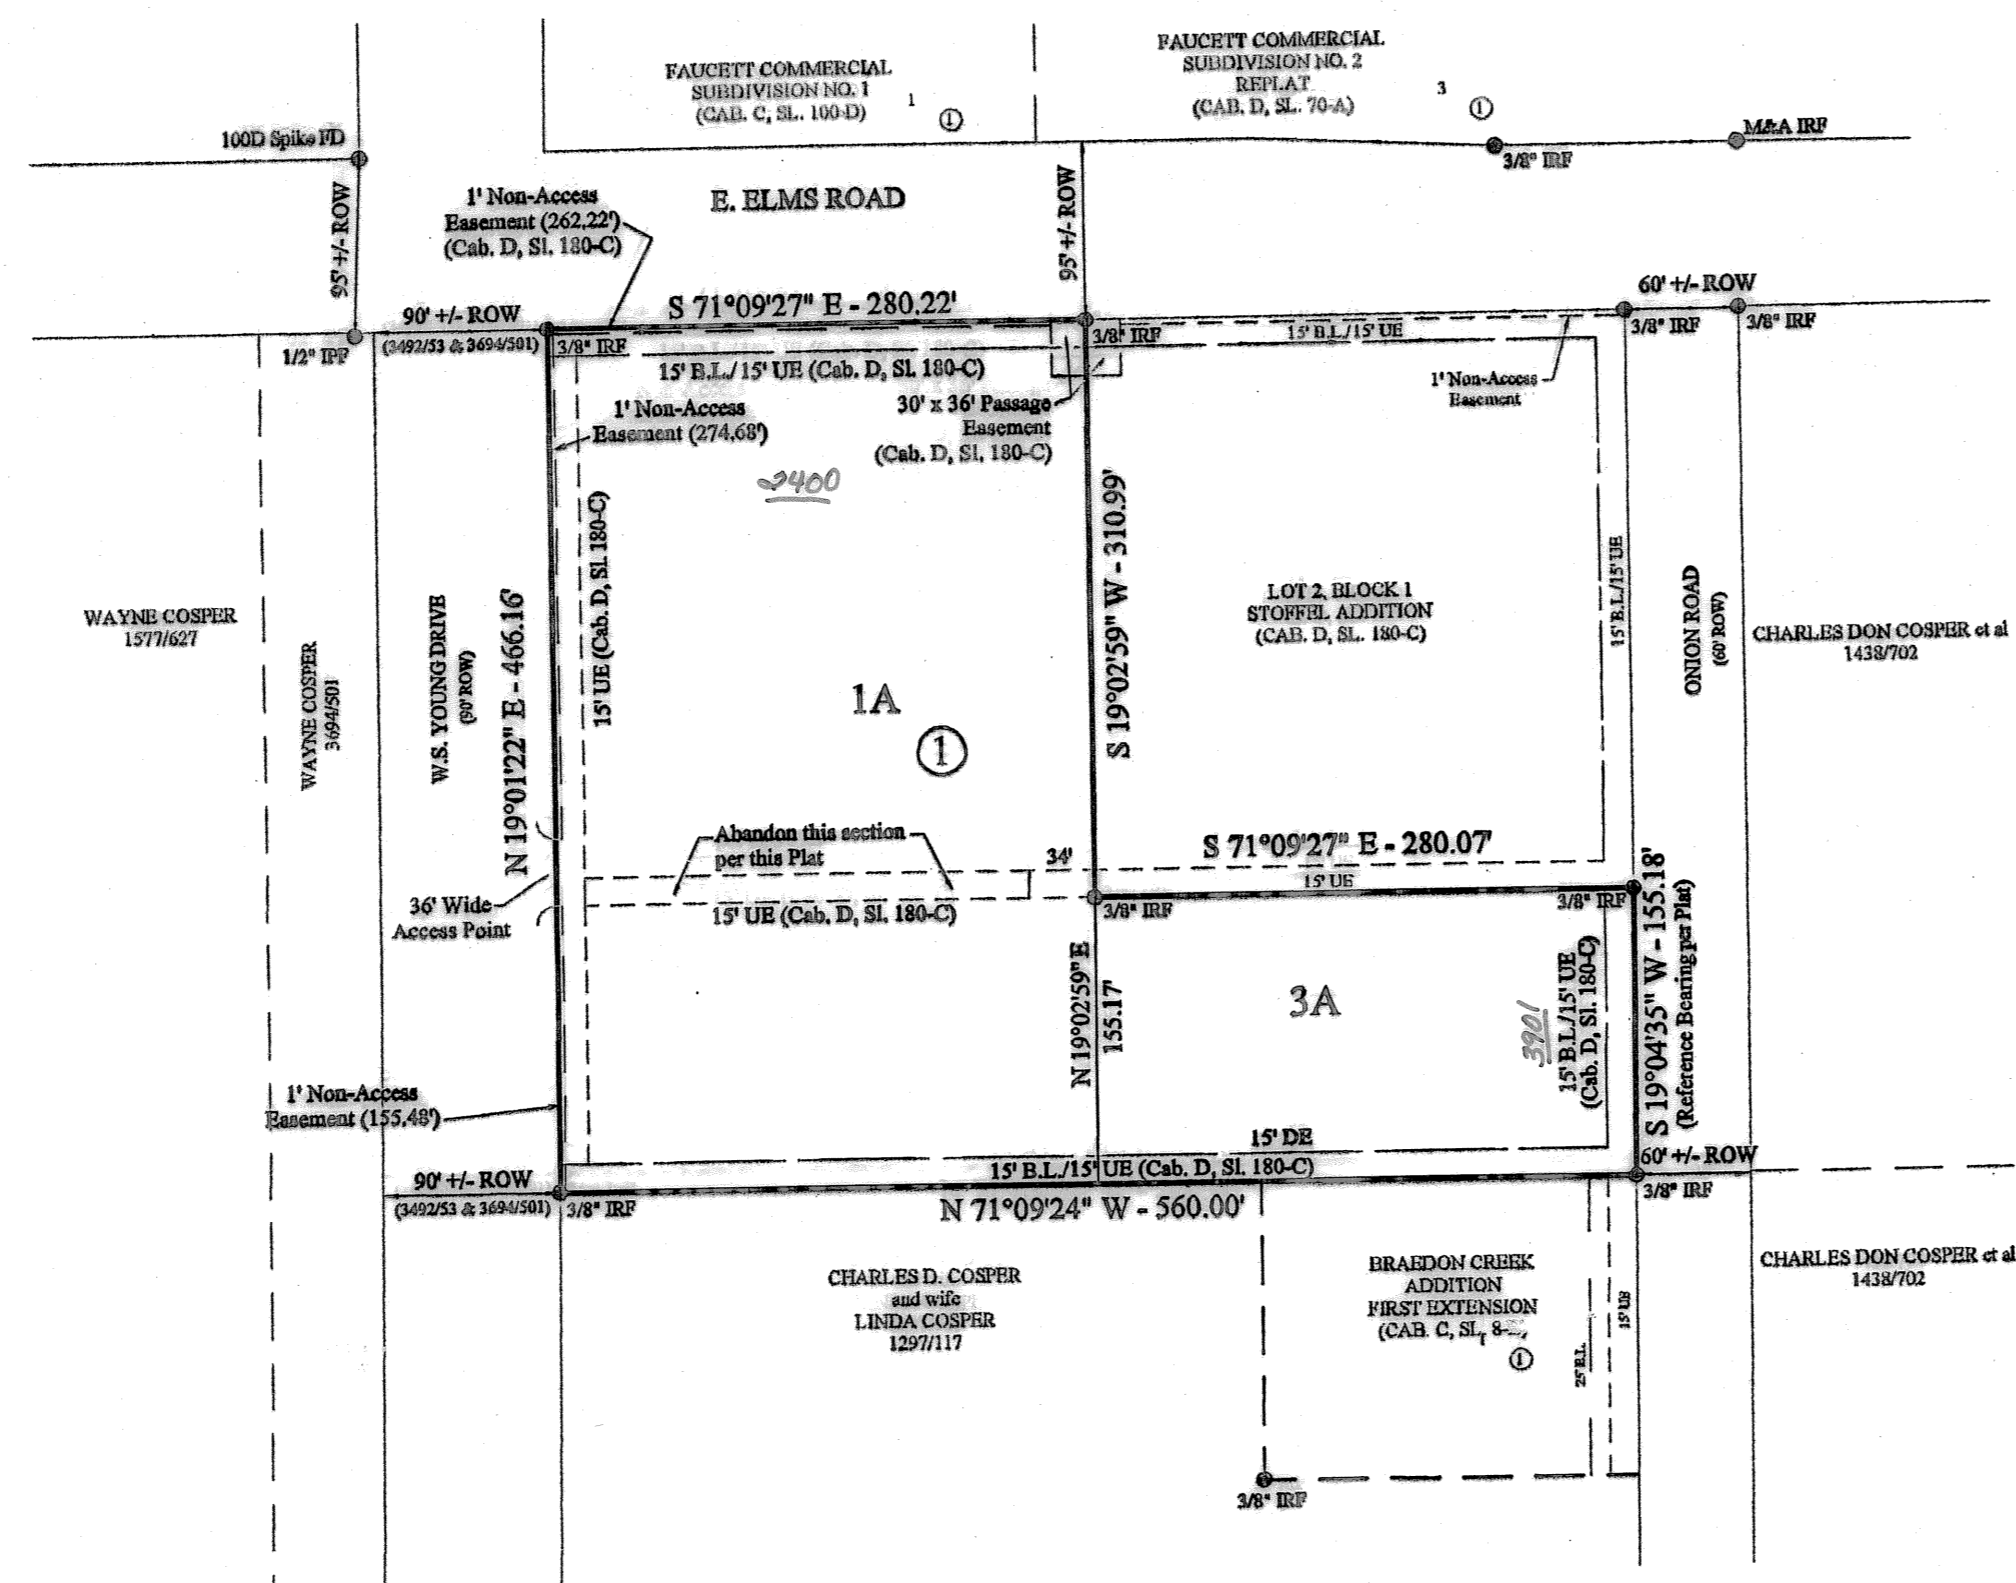 FAUCETT COMMERCIAL
SUBDIVISION NO. 1
(CAB. C, SL. 100-D)
1
1
FAUCETT COMMERCIAL
SUBDIVISION NO. 2
REPLAT
(CAB. D, SL. 70-A)
3
1
100D Spike FD
M&A IRF
3/8" IRF
95' +/- ROW
1' Non-Access
Easement (262.22')
(Cab. D, Sl. 180-C)
E. ELMS ROAD
95' +/- ROW
90' +/- ROW
(3492/53 & 3694/501)
1/2" IPF
3/8" IRF
S 71°09'27" E - 280.22'
3/8" IRF
15' B.L./15' UE
60' +/- ROW
3/8" IRF
3/8" IRF
15' B.L./ 15' UE (Cab. D, Sl. 180-C)
1' Non-Access
Easement (274.68')
30' x 36' Passage
Easement
(Cab. D, Sl. 180-C)
1' Non-Access
Easement
2400
WAYNE COSPER
1577/627
WAYNE COSPER
3694/501
W.S. YOUNG DRIVE
(90' ROW)
N 19°01'22" E - 466.16'
15' UE (Cab. D, Sl. 180-C)
1A
1
S 19°02'59" W - 310.99'
LOT 2, BLOCK 1
STOFFEL ADDITION
(CAB. D, SL. 180-C)
15' B.L./15' UE
ONION ROAD
(60' ROW)
CHARLES DON COSPER et al
1438/702
Abandon this section
per this Plat
34'
S 71°09'27" E - 280.07'
15' UE
36' Wide
Access Point
15' UE (Cab. D, Sl. 180-C)
3/8" IRF
3/8" IRF
N 19°02'59" E
155.17'
3A
3901
15' B.L./15' UE
(Cab. D, Sl. 180-C)
S 19°04'35" W - 155.18'
(Reference Bearing per Plat)
1' Non-Access
Easement (155.48')
15' DE
15' B.L./15' UE (Cab. D, Sl. 180-C)
60' +/- ROW
90' +/- ROW
(3492/53 & 3694/501)
3/8" IRF
N 71°09'24" W - 560.00'
3/8" IRF
CHARLES D. COSPER
and wife
LINDA COSPER
1297/117
BRAEDON CREEK
ADDITION
FIRST EXTENSION
(CAB. C, SL, 8-
1
25' B.L.
15' UE
CHARLES DON COSPER et al
1438/702
3/8" IRF